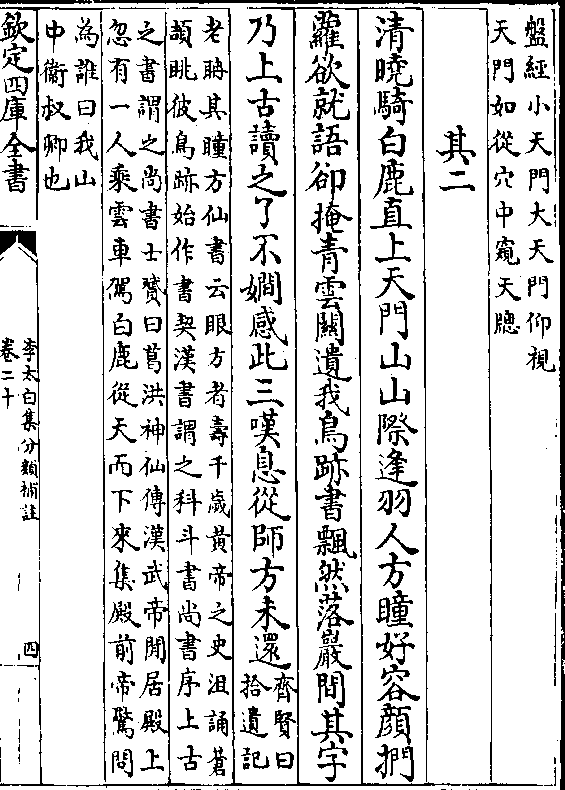 盤經小天門大天門仰視
天門如從穴中窺天牕
其二
清曉騎白鹿直上天門山山際逢羽人方瞳好容顏捫
蘿欲就語卻掩青雲關遺我鳥跡書飄然落巖間其字
乃上古讀之了不嫺感此三嘆息從師方未還
齊賢曰
拾遺記
老聃其瞳方仙書云眼方者壽千歲黃帝之史沮誦蒼
頡眺彼鳥跡始作書契漢書謂之科斗書尚書序上古
之書謂之尚書士贇曰葛洪神仙傳漢武帝閒居殿上
忽有一人乘雲車駕白鹿從天而下來集殿前帝驚問
為誰曰我山
中衛叔卿也
欽定四庫全書
李太白集分類補註
卷二十
四